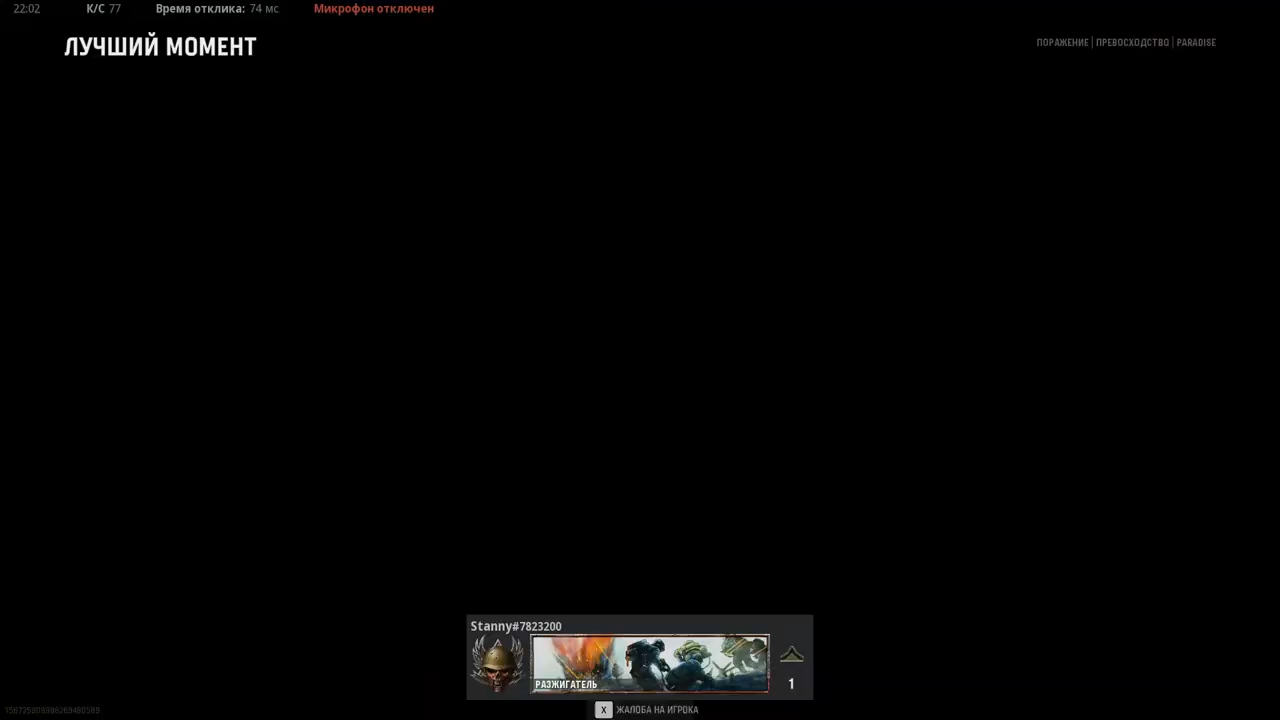 22:02 К/С 77 Время отклика: 74 мс Микрофон отключен
ЛУЧШИЙ МОМЕНТ
ПОРАЖЕНИЕ | ПРЕВОСХОДСТВО | PARADISE
Stanny#7823200
РАЗЖИГАТЕЛЬ
1
X ЖАЛОБА НА ИГРОКА